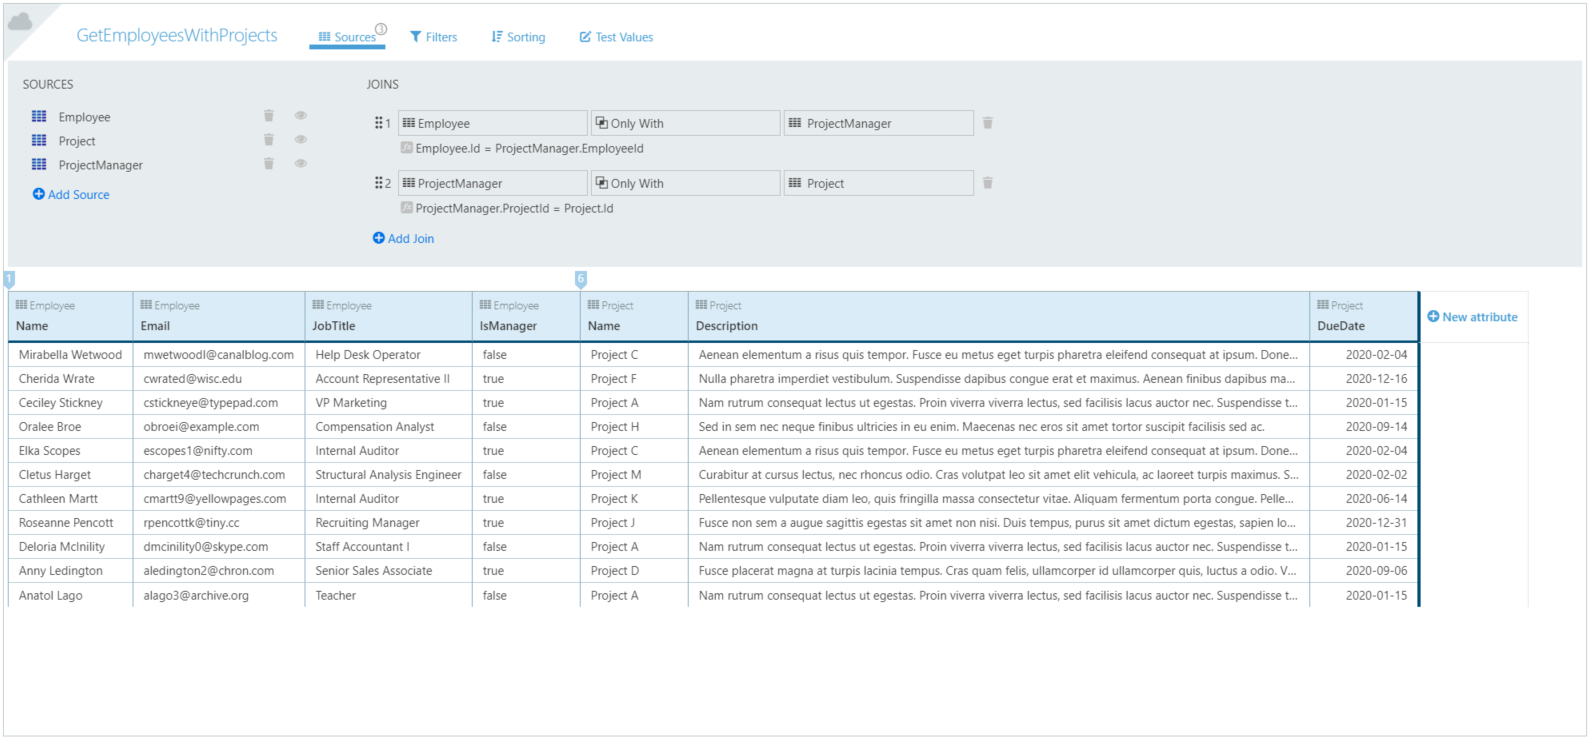 GetEmployeesWithProjects Sources 3 Filters Sorting Test Values
SOURCES
Employee
Project
ProjectManager
Add Source
JOINS
1 Employee Only With ProjectManager
Employee.Id = ProjectManager.EmployeeId
2 ProjectManager Only With Project
ProjectManager.ProjectId = Project.Id
Add Join
1 6
Employee Employee Employee Employee Project Project Project
Name Email JobTitle IsManager Name Description DueDate New attribute
Mirabella Wetwood mwetwoodl@canalblog.com Help Desk Operator false Project C Aenean elementum a risus quis tempor. Fusce eu metus eget turpis pharetra eleifend consequat at ipsum. Done... 2020-02-04
Cherida Wrate cwrated@wisc.edu Account Representative II true Project F Nulla pharetra imperdiet vestibulum. Suspendisse dapibus congue erat et maximus. Aenean finibus dapibus ma... 2020-12-16
Ceciley Stickney cstickneye@typepad.com VP Marketing true Project A Nam rutrum consequat lectus ut egestas. Proin viverra viverra lectus, sed facilisis lacus auctor nec. Suspendisse t... 2020-01-15
Oralee Broe obroei@example.com Compensation Analyst false Project H Sed in sem nec neque finibus ultricies in eu enim. Maecenas nec eros sit amet tortor suscipit facilisis sed ac. 2020-09-14
Elka Scopes escopes1@nifty.com Internal Auditor true Project C Aenean elementum a risus quis tempor. Fusce eu metus eget turpis pharetra eleifend consequat at ipsum. Done... 2020-02-04
Cletus Harget charget4@techcrunch.com Structural Analysis Engineer false Project M Curabitur at cursus lectus, nec rhoncus odio. Cras volutpat leo sit amet elit vehicula, ac laoreet turpis maximus. S... 2020-02-02
Cathleen Martt cmartt9@yellowpages.com Internal Auditor true Project K Pellentesque vulputate diam leo, quis fringilla massa consectetur vitae. Aliquam fermentum porta congue. Pelle... 2020-06-14
Roseanne Pencott rpencottk@tiny.cc Recruiting Manager true Project J Fusce non sem a augue sagittis egestas sit amet non nisi. Duis tempus, purus sit amet dictum egestas, sapien lo... 2020-12-31
Deloria McInility dmcinility0@skype.com Staff Accountant I false Project A Nam rutrum consequat lectus ut egestas. Proin viverra viverra lectus, sed facilisis lacus auctor nec. Suspendisse t... 2020-01-15
Anny Ledington aledington2@chron.com Senior Sales Associate true Project D Fusce placerat magna at turpis lacinia tempus. Cras quam felis, ullamcorper id ullamcorper quis, luctus a odio. V... 2020-09-06
Anatol Lago alago3@archive.org Teacher false Project A Nam rutrum consequat lectus ut egestas. Proin viverra viverra lectus, sed facilisis lacus auctor nec. Suspendisse t... 2020-01-15